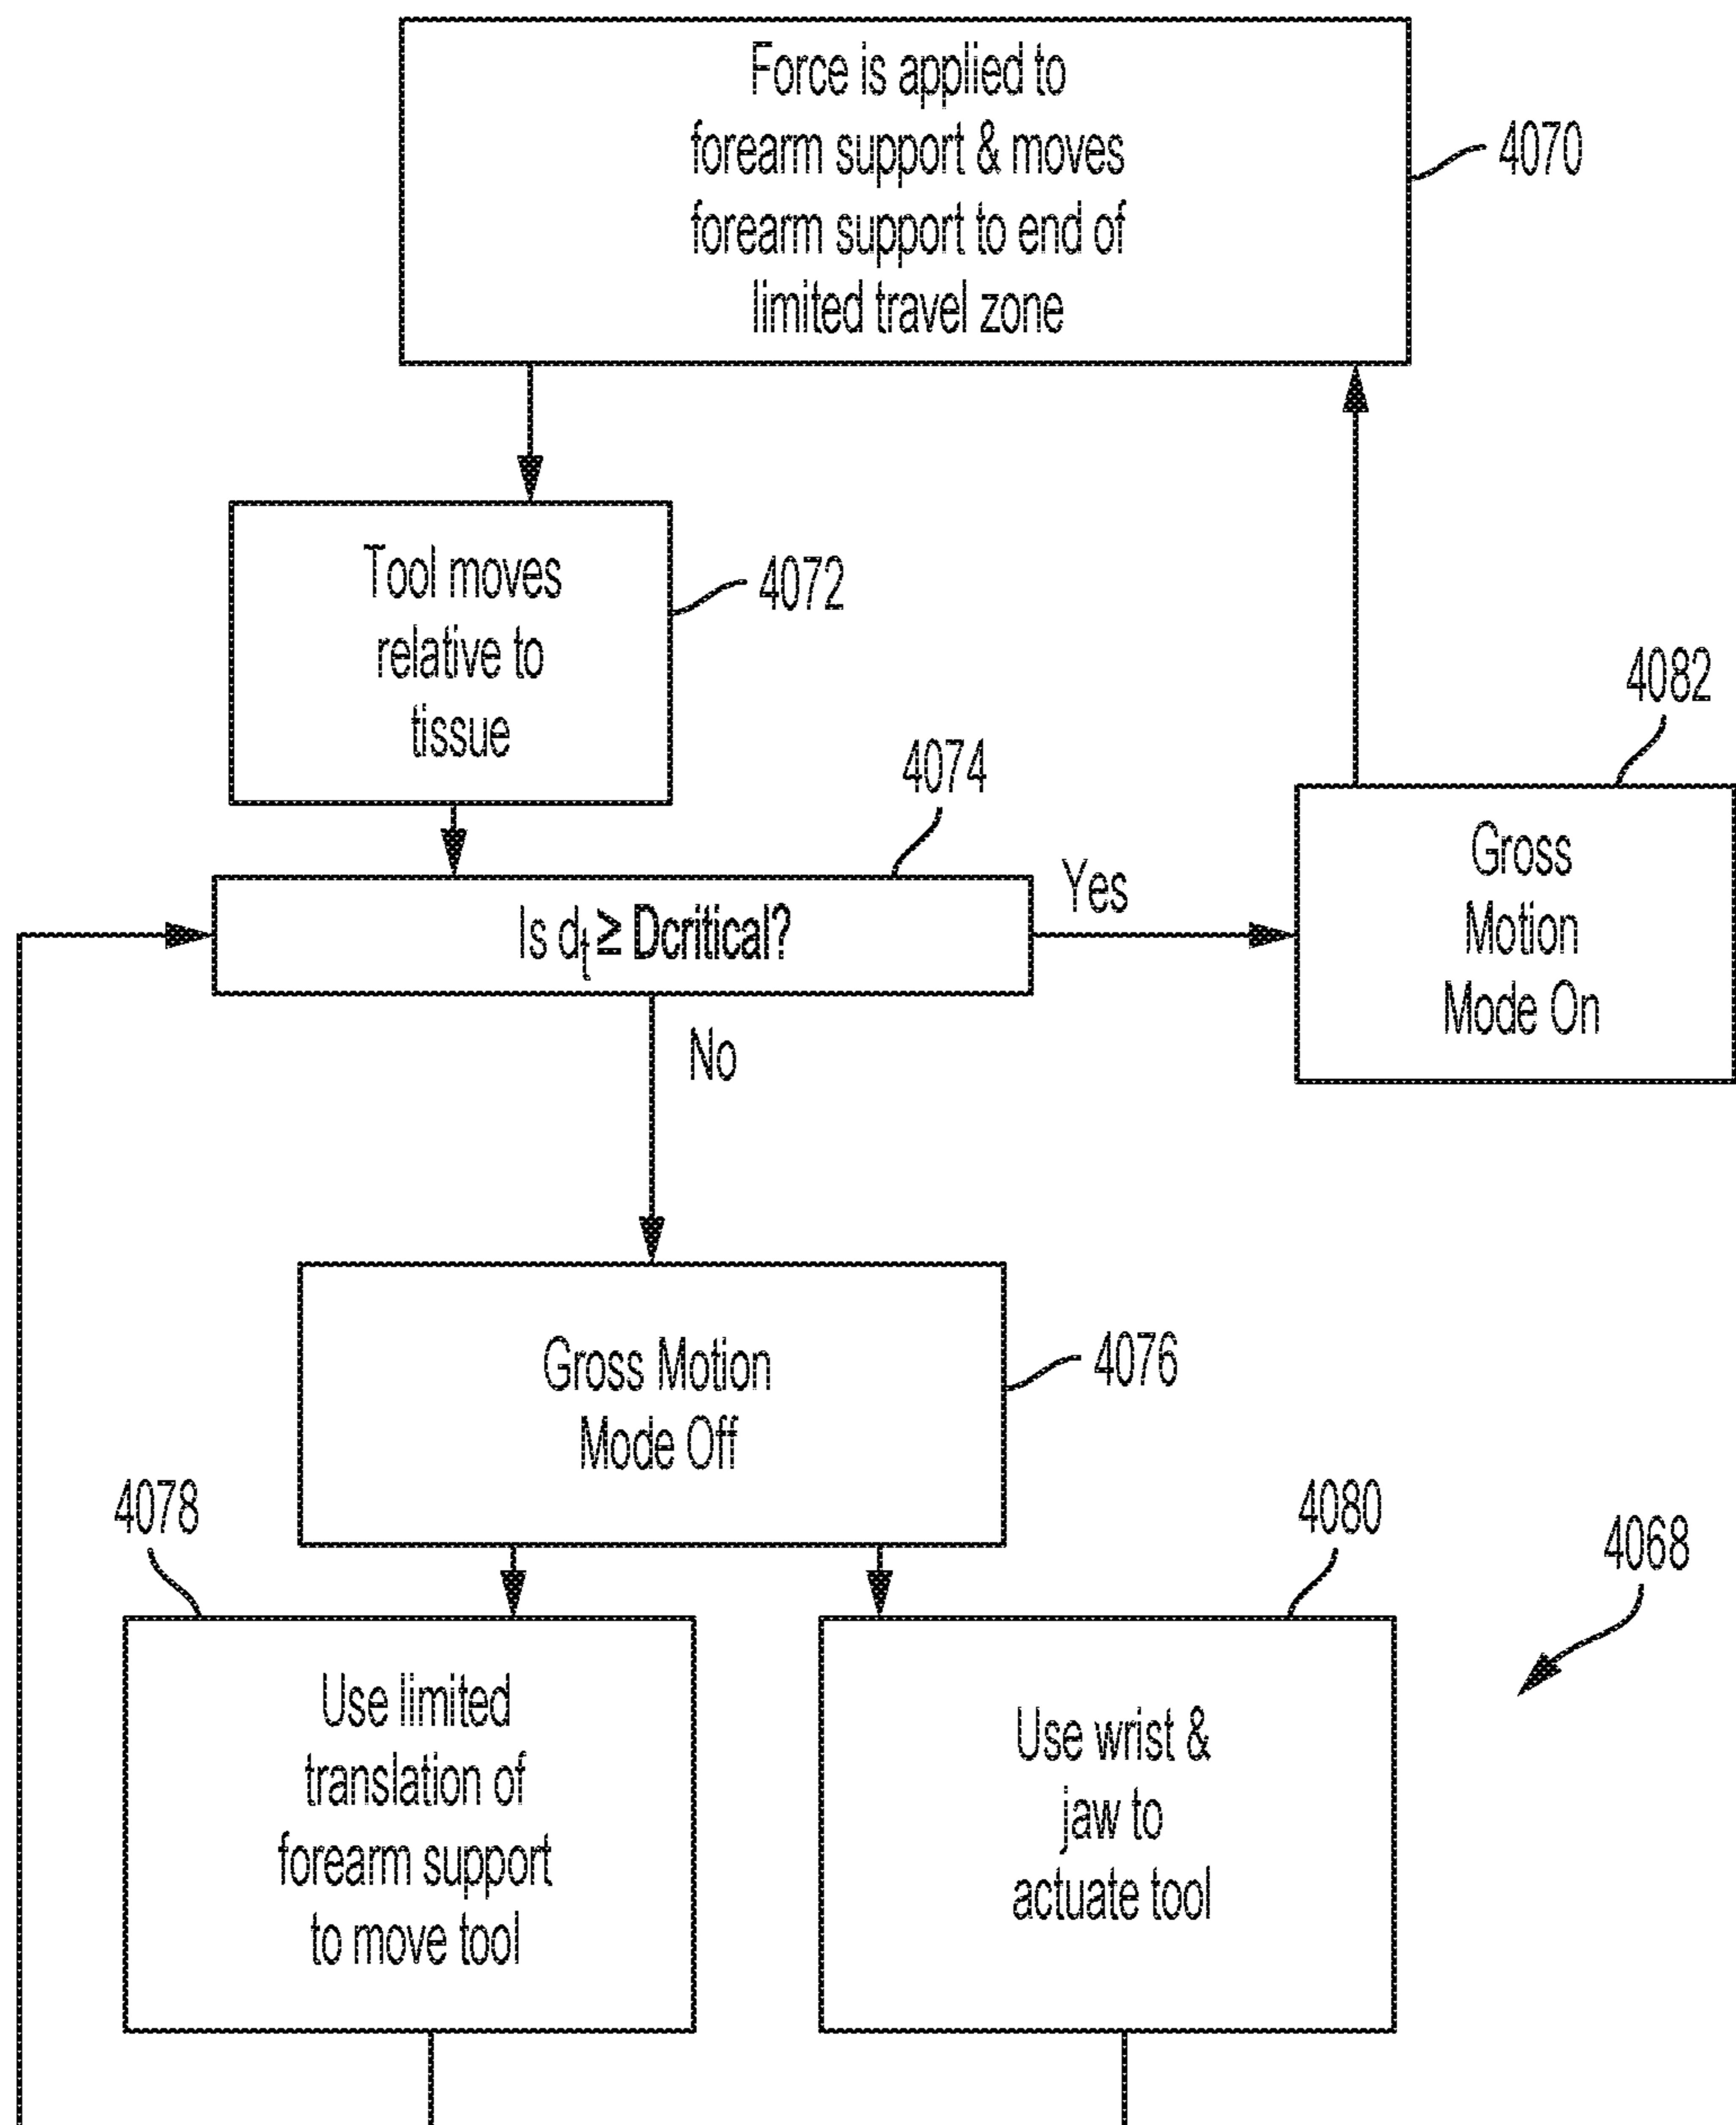 Force is applied to
forearm support & moves
forearm support to end of
limited travel zone
4070
Tool moves
relative to
tissue
4072
4082
4074
Gross
Motion
Mode On
Yes
Is dt ≥ Dcritical?
No
Gross Motion
Mode Off
4076
4078
4080
4068
Use limited
translation of
forearm support
to move tool
Use wrist &
jaw to
actuate tool